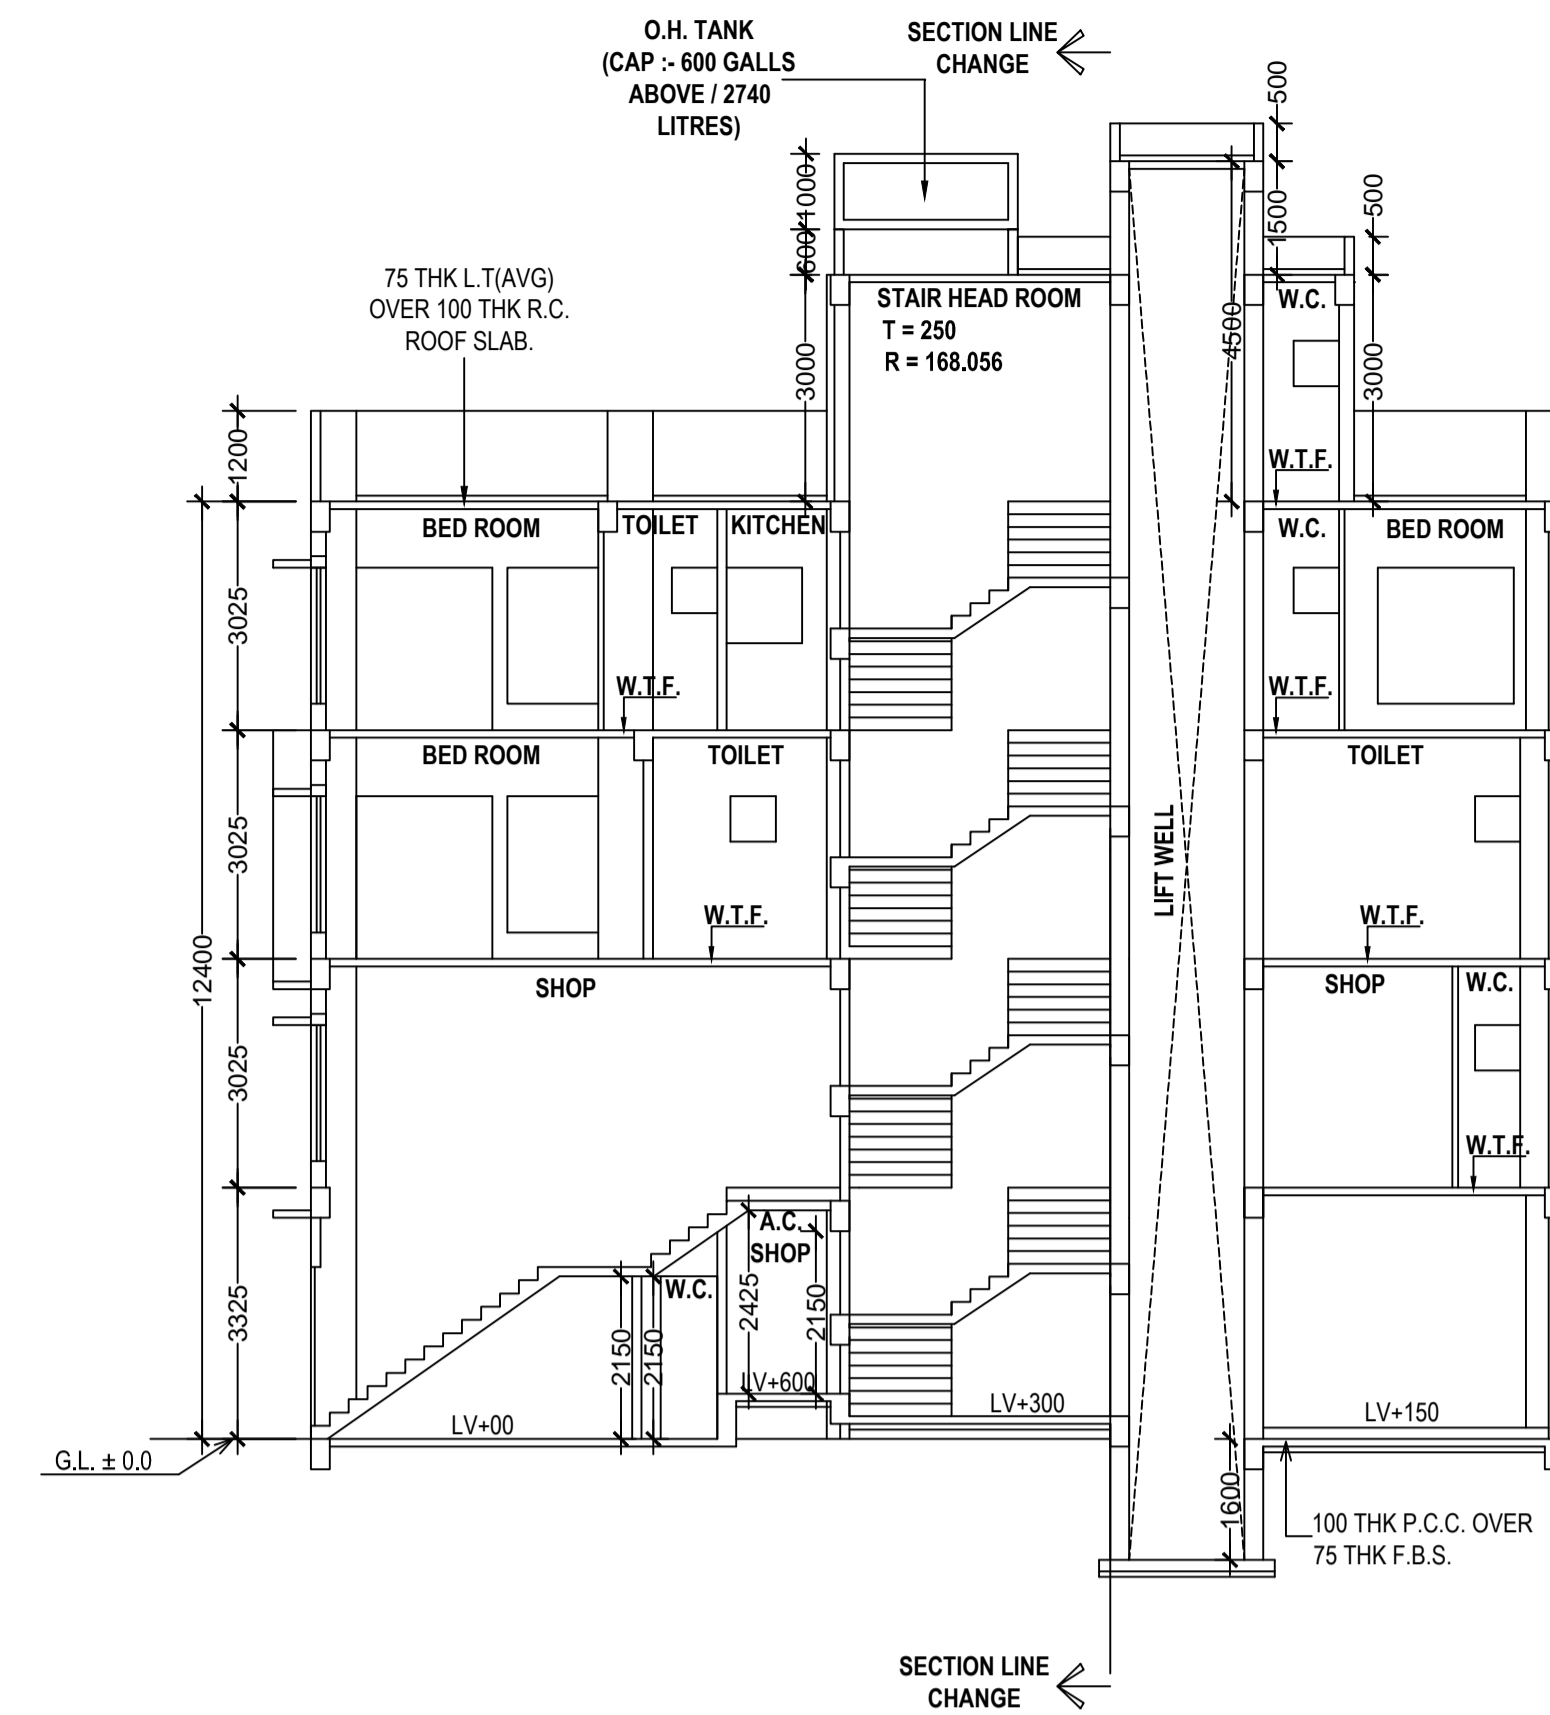 O.H. TANK
(CAP :- 600 GALLS
ABOVE / 2740
LITRES)
SECTION LINE
CHANGE
500
1000
600
1500
500
75 THK L.T(AVG)
OVER 100 THK R.C.
ROOF SLAB.
STAIR HEAD ROOM
T = 250
R = 168.056
W.C.
3000
4500
3000
1200
W.T.F.
BED ROOM
TOILET
KITCHEN
W.C.
BED ROOM
3025
W.T.F.
W.T.F.
BED ROOM
TOILET
TOILET
3025
LIFT WELL
W.T.F.
W.T.F.
12400
SHOP
SHOP
W.C.
3025
W.T.F.
A.C.
SHOP
W.C.
3325
2150
2150
2425
2150
LV+600
LV+00
LV+300
LV+150
G.L. ± 0.0
1600
100 THK P.C.C. OVER
75 THK F.B.S.
SECTION LINE
CHANGE